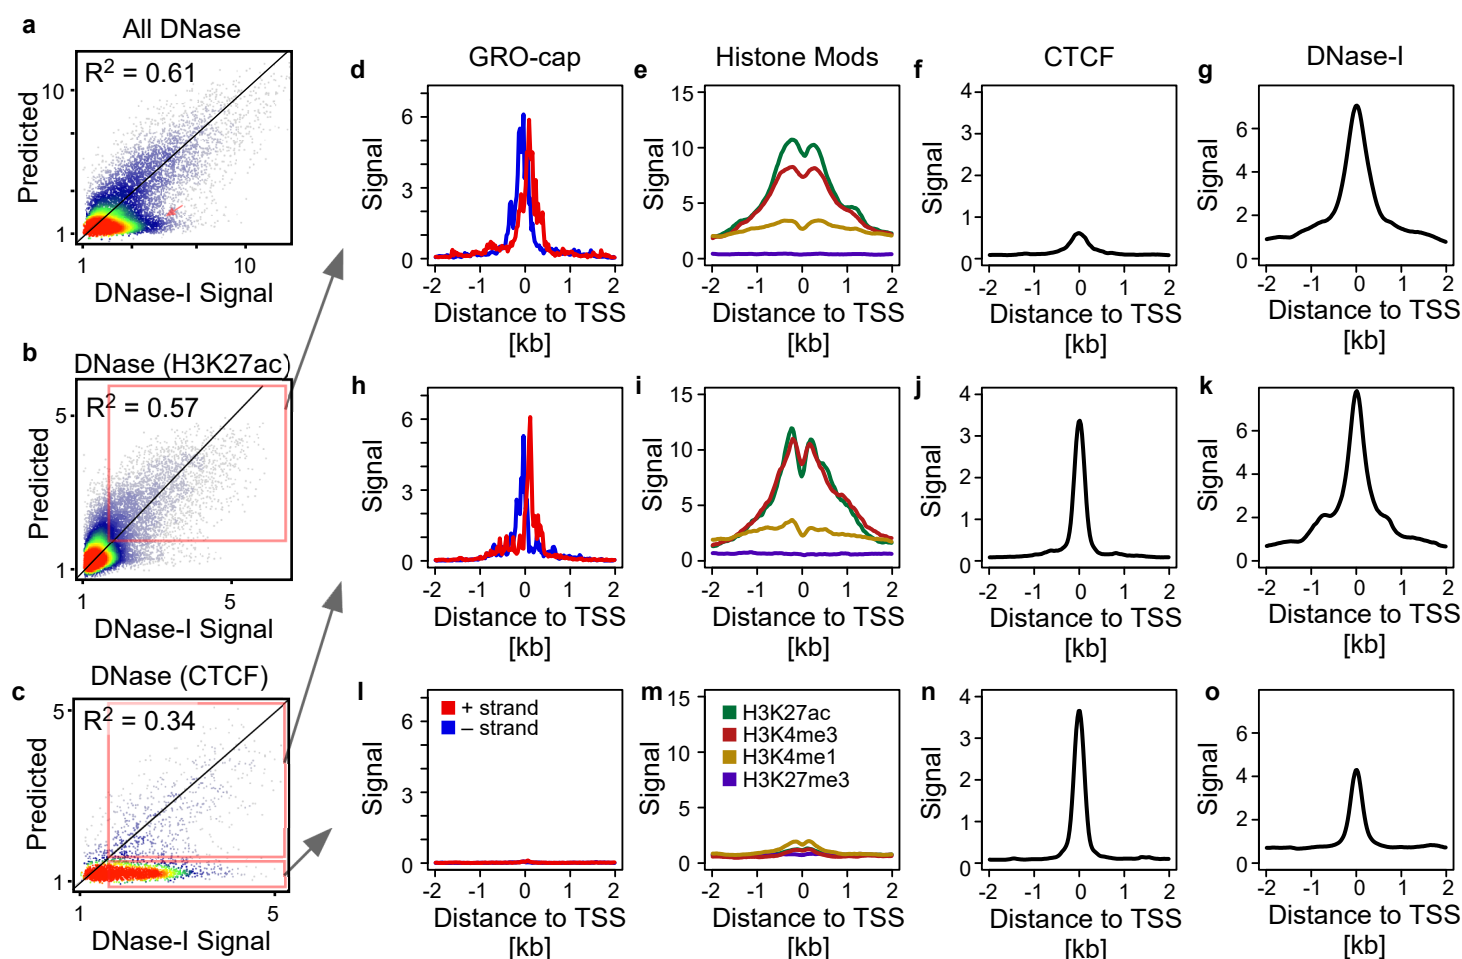 a
All DNase
R2 = 0.61
Predicted
10
1
1
10
DNase-I Signal
b
DNase (H3K27ac)
R2 = 0.57
Predicted
5
1
1
5
DNase-I Signal
c
DNase (CTCF)
R2 = 0.34
Predicted
5
1
1
5
DNase-I Signal
d
GRO-cap
Signal
6
3
0
-2 -1 0 1 2
Distance to TSS
[kb]
e
Histone Mods
Signal
15
10
5
0
-2 -1 0 1 2
Distance to TSS
[kb]
f
CTCF
Signal
4
3
2
1
0
-2 -1 0 1 2
Distance to TSS
[kb]
g
DNase-I
Signal
6
4
2
0
-2 -1 0 1 2
Distance to TSS
[kb]
h
Signal
6
3
0
-2 -1 0 1 2
Distance to TSS
[kb]
i
Signal
15
10
5
0
-2 -1 0 1 2
Distance to TSS
[kb]
j
Signal
4
3
2
1
0
-2 -1 0 1 2
Distance to TSS
[kb]
k
Signal
6
4
2
0
-2 -1 0 1 2
Distance to TSS
[kb]
l
+ strand
– strand
Signal
6
3
0
-2 -1 0 1 2
Distance to TSS
[kb]
m
H3K27ac
H3K4me3
H3K4me1
H3K27me3
Signal
15
10
5
0
-2 -1 0 1 2
Distance to TSS
[kb]
n
Signal
4
3
2
1
0
-2 -1 0 1 2
Distance to TSS
[kb]
o
Signal
6
4
2
0
-2 -1 0 1 2
Distance to TSS
[kb]